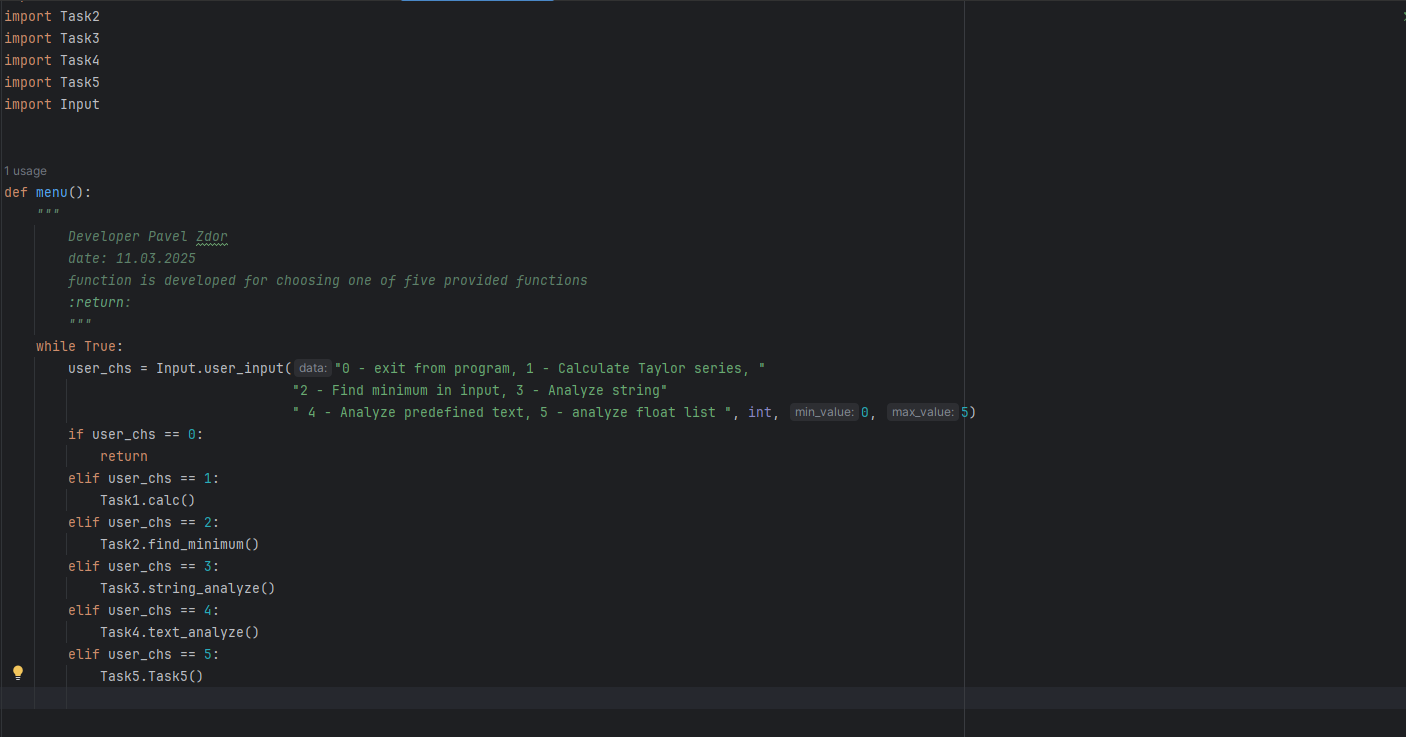 import Task2
import Task3
import Task4
import Task5
import Input
1 usage
def menu():
    """
        Developer Pavel Zdor
        date: 11.03.2025
        function is developed for choosing one of five provided functions
        :return:
        """
    while True:
        user_chs = Input.user_input( data: "0 - exit from program, 1 - Calculate Taylor series, "
                                    "2 - Find minimum in input, 3 - Analyze string"
                                    " 4 - Analyze predefined text, 5 - analyze float list ", int, min_value: 0, max_value: 5)
        if user_chs == 0:
            return
        elif user_chs == 1:
            Task1.calc()
        elif user_chs == 2:
            Task2.find_minimum()
        elif user_chs == 3:
            Task3.string_analyze()
        elif user_chs == 4:
            Task4.text_analyze()
        elif user_chs == 5:
            Task5.Task5()